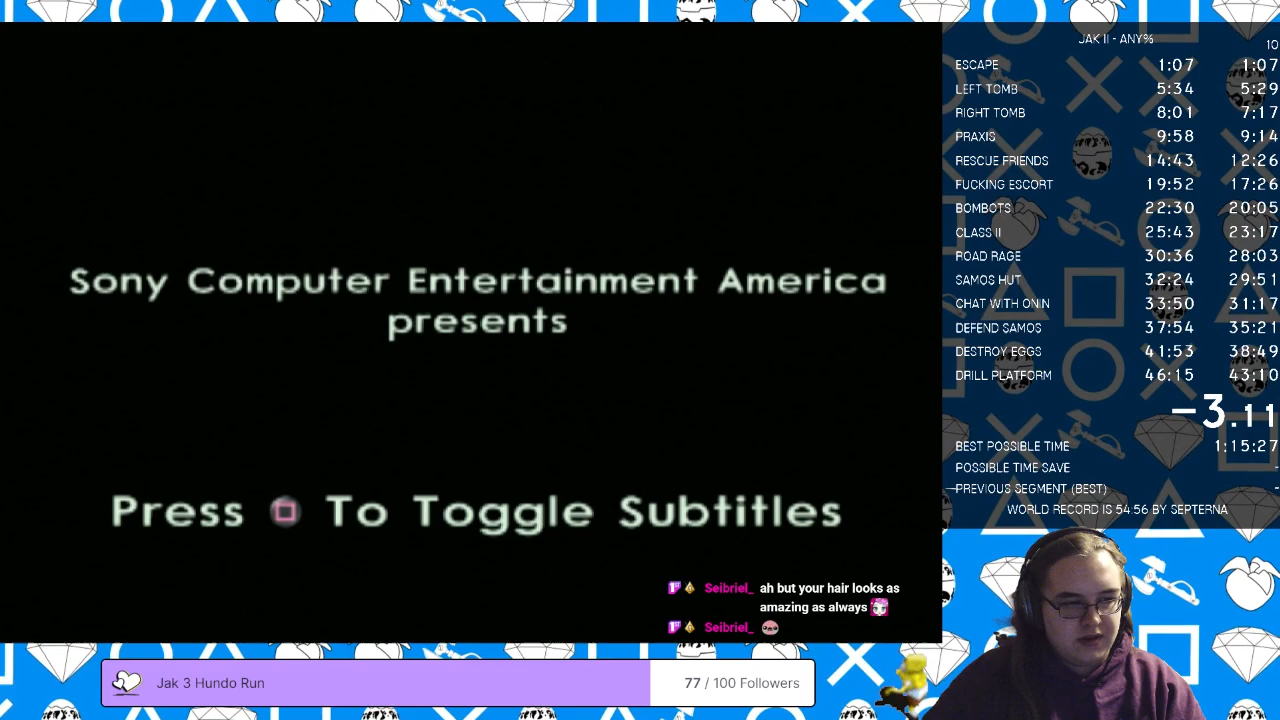 Sony Computer Entertainment America
presents
Press To Toggle Subtitles
Seibriel_ ah but your hair looks as
amazing as always
Seibriel_
Jak 3 Hundo Run 77 / 100 Followers
JAK II - ANY%
10
ESCAPE 1:07 1:07
LEFT TOMB 5:34 5:29
RIGHT TOMB 8:01 7:17
PRAXIS 9:58 9:14
RESCUE FRIENDS 14:43 12:26
FUCKING ESCORT 19:52 17:26
BOMBOTS 22:30 20:05
CLASS II 25:43 23:17
ROAD RAGE 30:36 28:03
SAMOS HUT 32:24 29:51
CHAT WITH ONIN 33:50 31:17
DEFEND SAMOS 37:54 35:21
DESTROY EGGS 41:53 38:49
DRILL PLATFORM 46:15 43:10
-3.11
BEST POSSIBLE TIME 1:15:27
POSSIBLE TIME SAVE -
PREVIOUS SEGMENT (BEST) -
WORLD RECORD IS 54:56 BY SEPTERNA